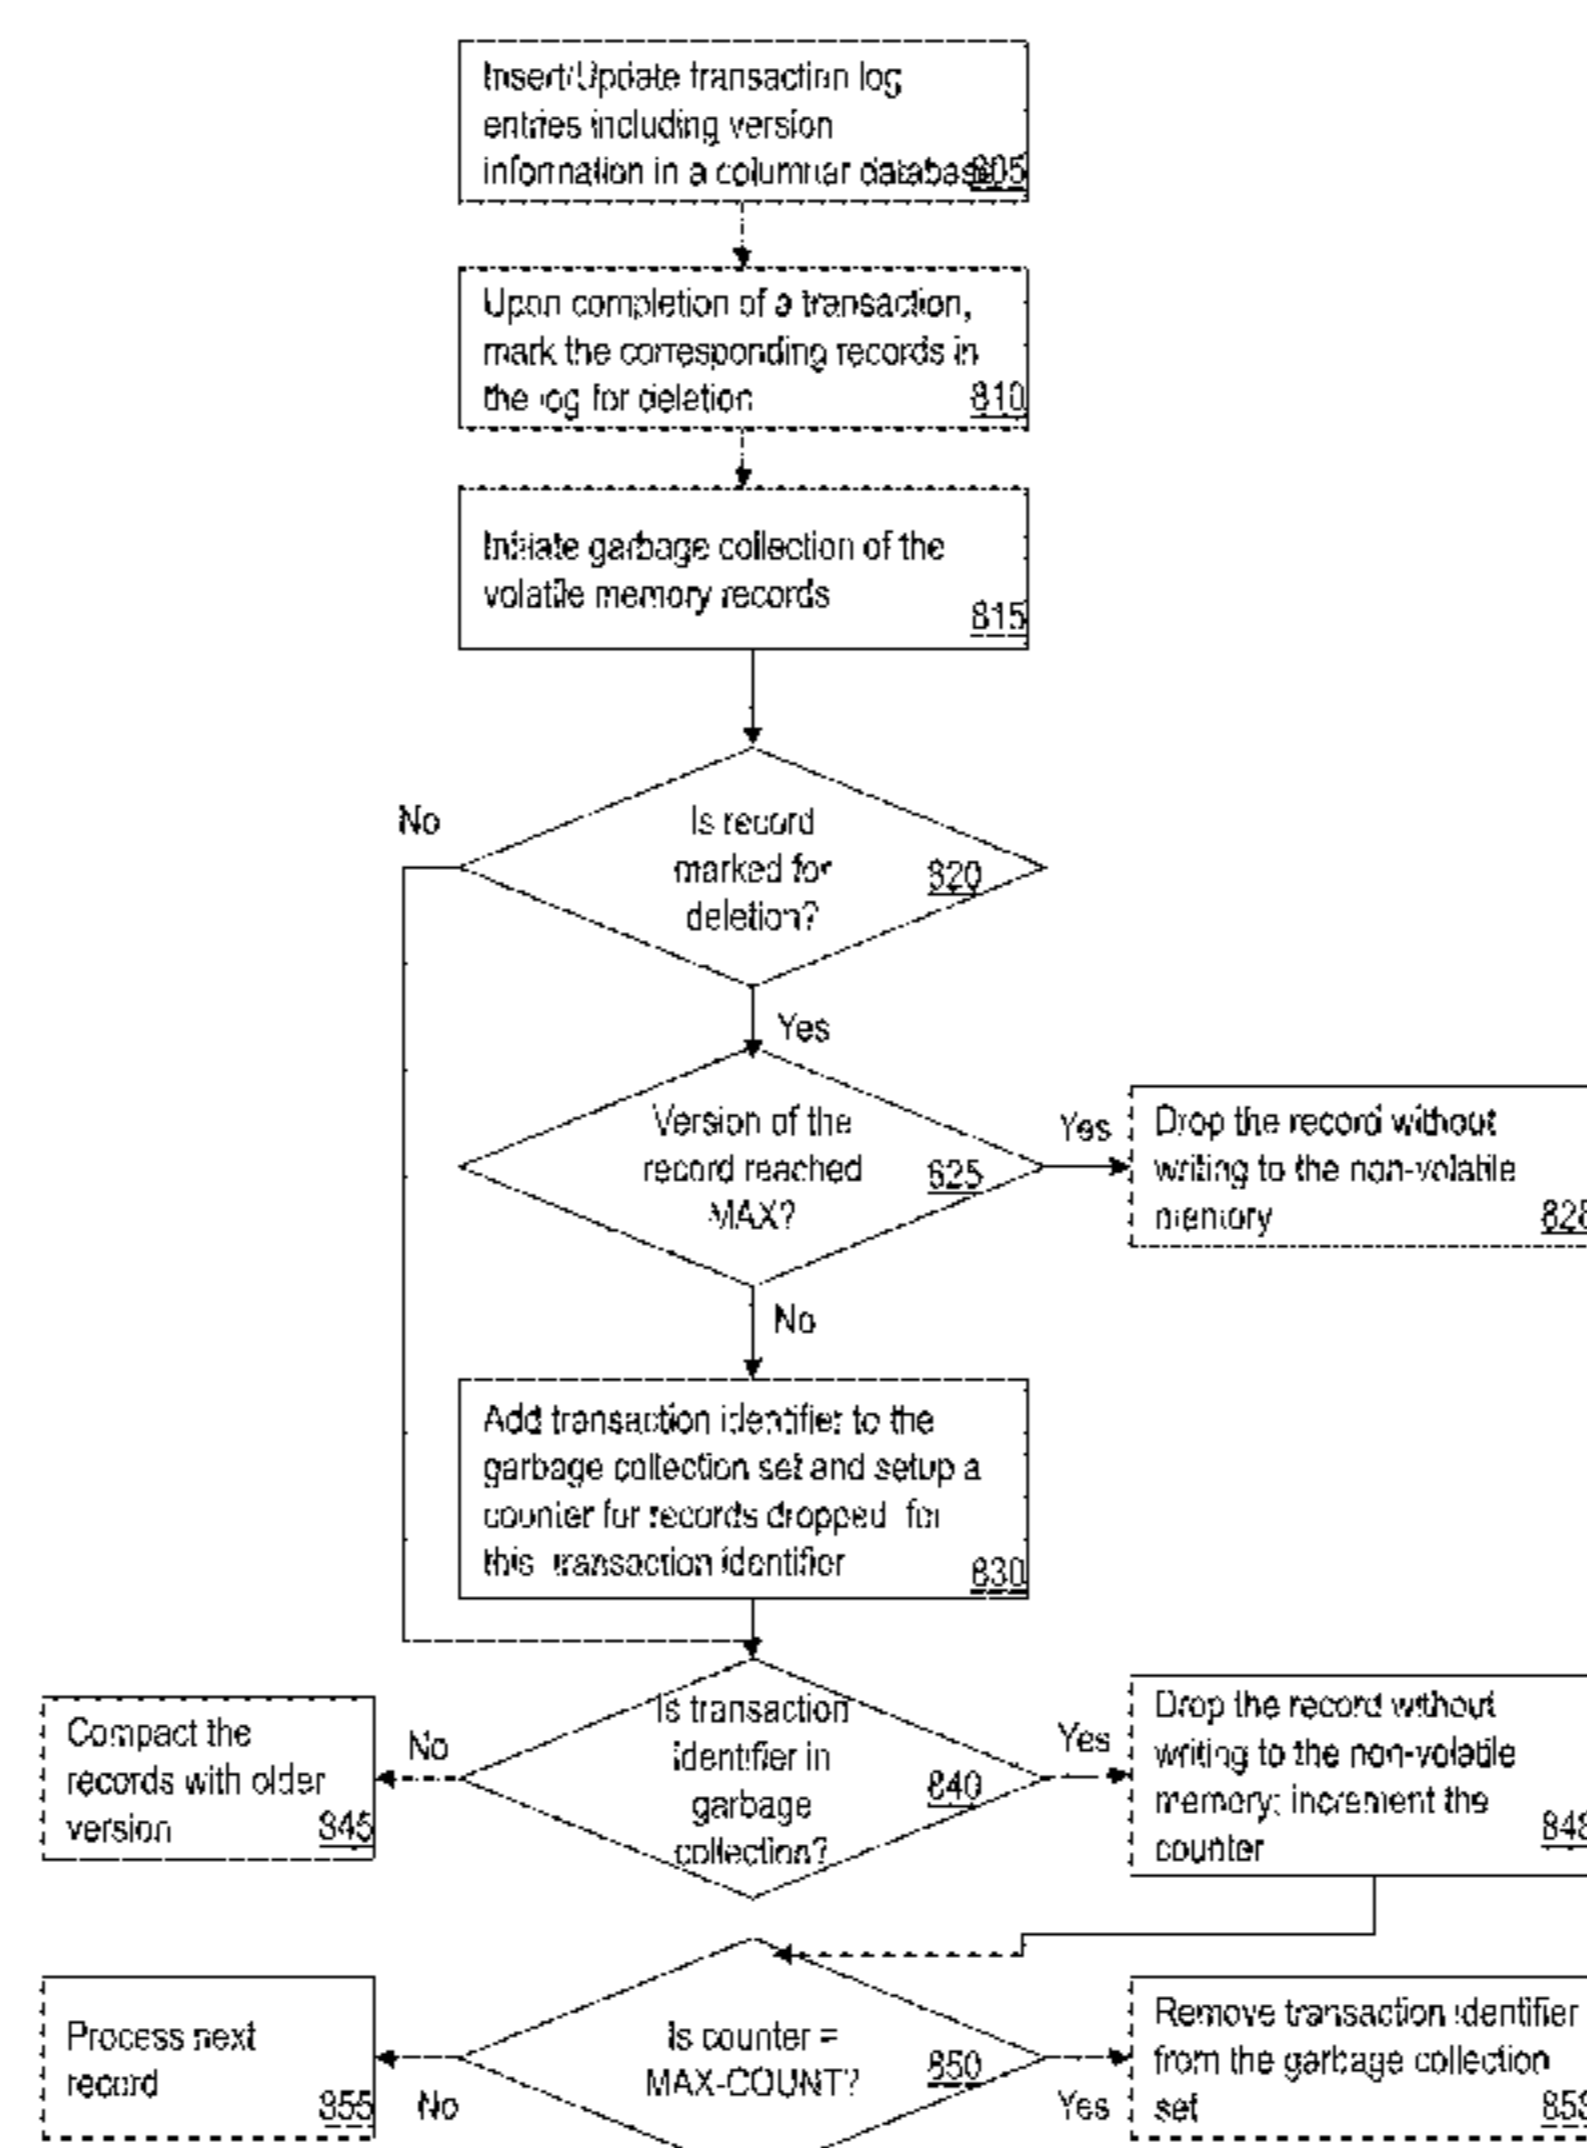 Insert/Update transaction log
entries including version
information in a columnar database 805
Upon completion of a transaction,
mark the corresponding records in
the log for deletion 810
Initiate garbage collection of the
volatile memory records
815
No
Is record
marked for
deletion?
820
Yes
Version of the
record reached
MAX?
825
Yes
Drop the record without
writing to the non-volatile
memory
No
Add transaction identifier to the
garbage collection set and setup a
counter for records dropped for
this transaction identifier 830
Is transaction
identifier in
garbage
collection?
840
No
Compact the
records with older
version 845
Yes
Drop the record without
writing to the non-volatile
memory; increment the
counter
Is counter =
MAX-COUNT?
850
No
Process next
record
855
Yes
Remove transaction identifier
from the garbage collection
set